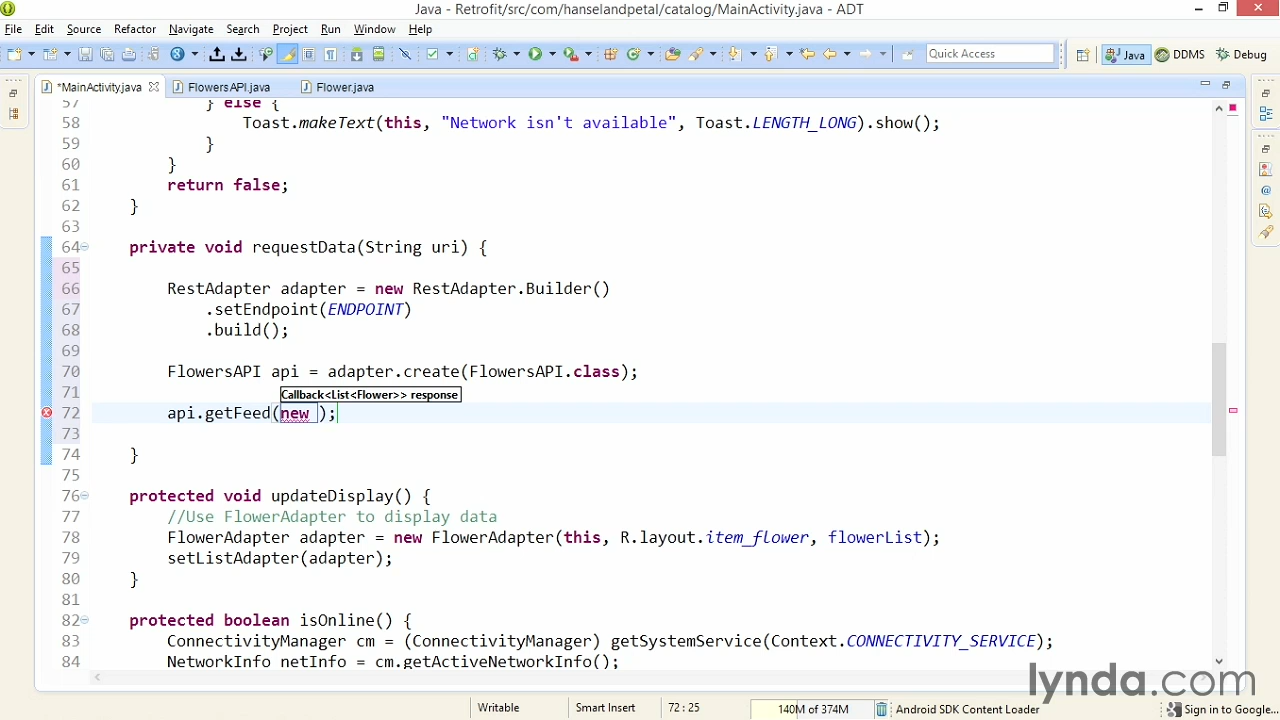 Java - Retrofit/src/com/hanselandpetal/catalog/MainActivity.java - ADT
File Edit Source Refactor Navigate Search Project Run Window Help
Quick Access
Java DDMS Debug
*MainActivity.java FlowersAPI.java Flower.java
57 } else {
58 Toast.makeText(this, "Network isn't available", Toast.LENGTH_LONG).show();
59 }
60 }
61 return false;
62 }
63
64 private void requestData(String uri) {
65
66 RestAdapter adapter = new RestAdapter.Builder()
67 .setEndpoint(ENDPOINT)
68 .build();
69
70 FlowersAPI api = adapter.create(FlowersAPI.class);
71
Callback<List<Flower>> response
72 api.getFeed(new );
73
74 }
75
76 protected void updateDisplay() {
77 //Use FlowerAdapter to display data
78 FlowerAdapter adapter = new FlowerAdapter(this, R.layout.item_flower, flowerList);
79 setListAdapter(adapter);
80 }
81
82 protected boolean isOnline() {
83 ConnectivityManager cm = (ConnectivityManager) getSystemService(Context.CONNECTIVITY_SERVICE);
84 NetworkInfo netInfo = cm.getActiveNetworkInfo();
lynda.com
Writable Smart Insert 72 : 25 140M of 374M Android SDK Content Loader Sign in to Google...